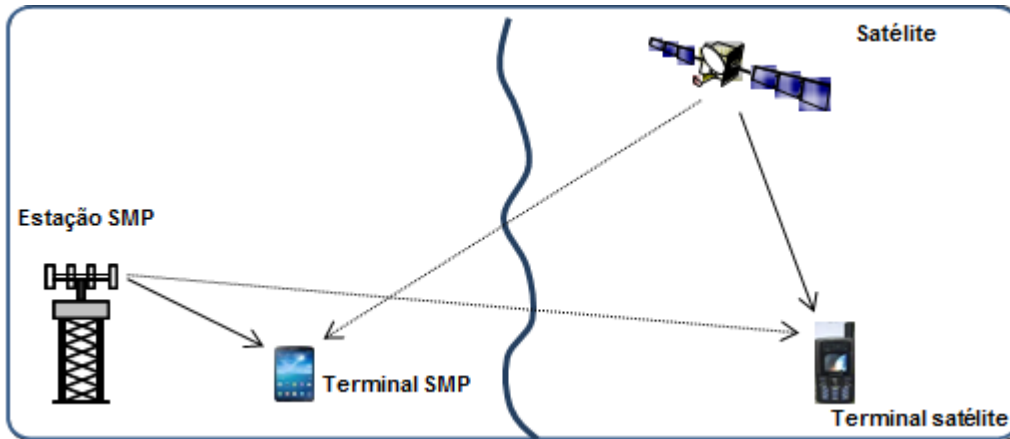 Satélite
Estação SMP
Terminal SMP
Terminal satélite